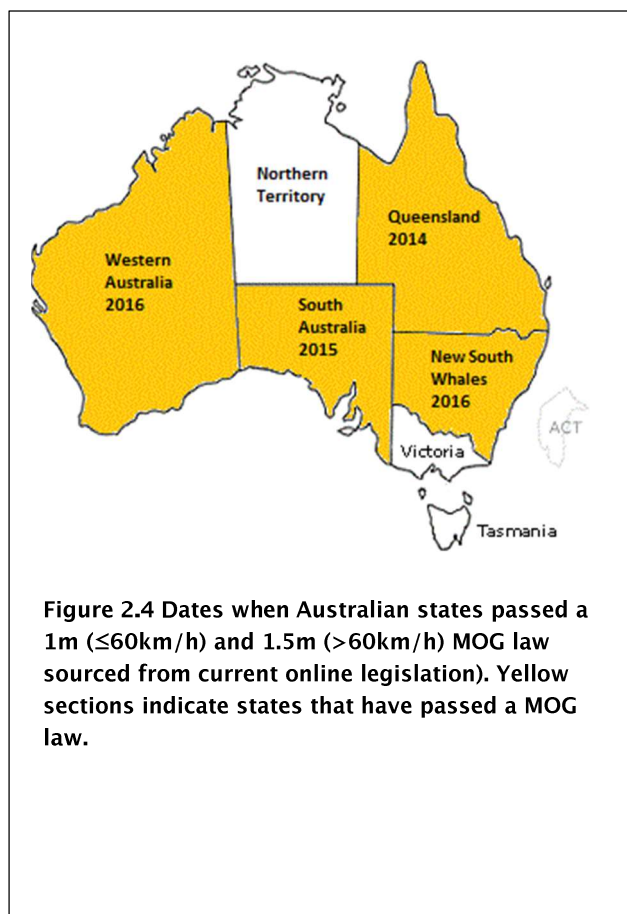 Northern
Territory
Queensland
2014
Western
Australia
2016
South
Australia
2015
New South
Whales
2016
ACT
Victoria
Tasmania
Figure 2.4 Dates when Australian states passed a
1m (≤60km/h) and 1.5m (>60km/h) MOG law
sourced from current online legislation). Yellow
sections indicate states that have passed a MOG
law.